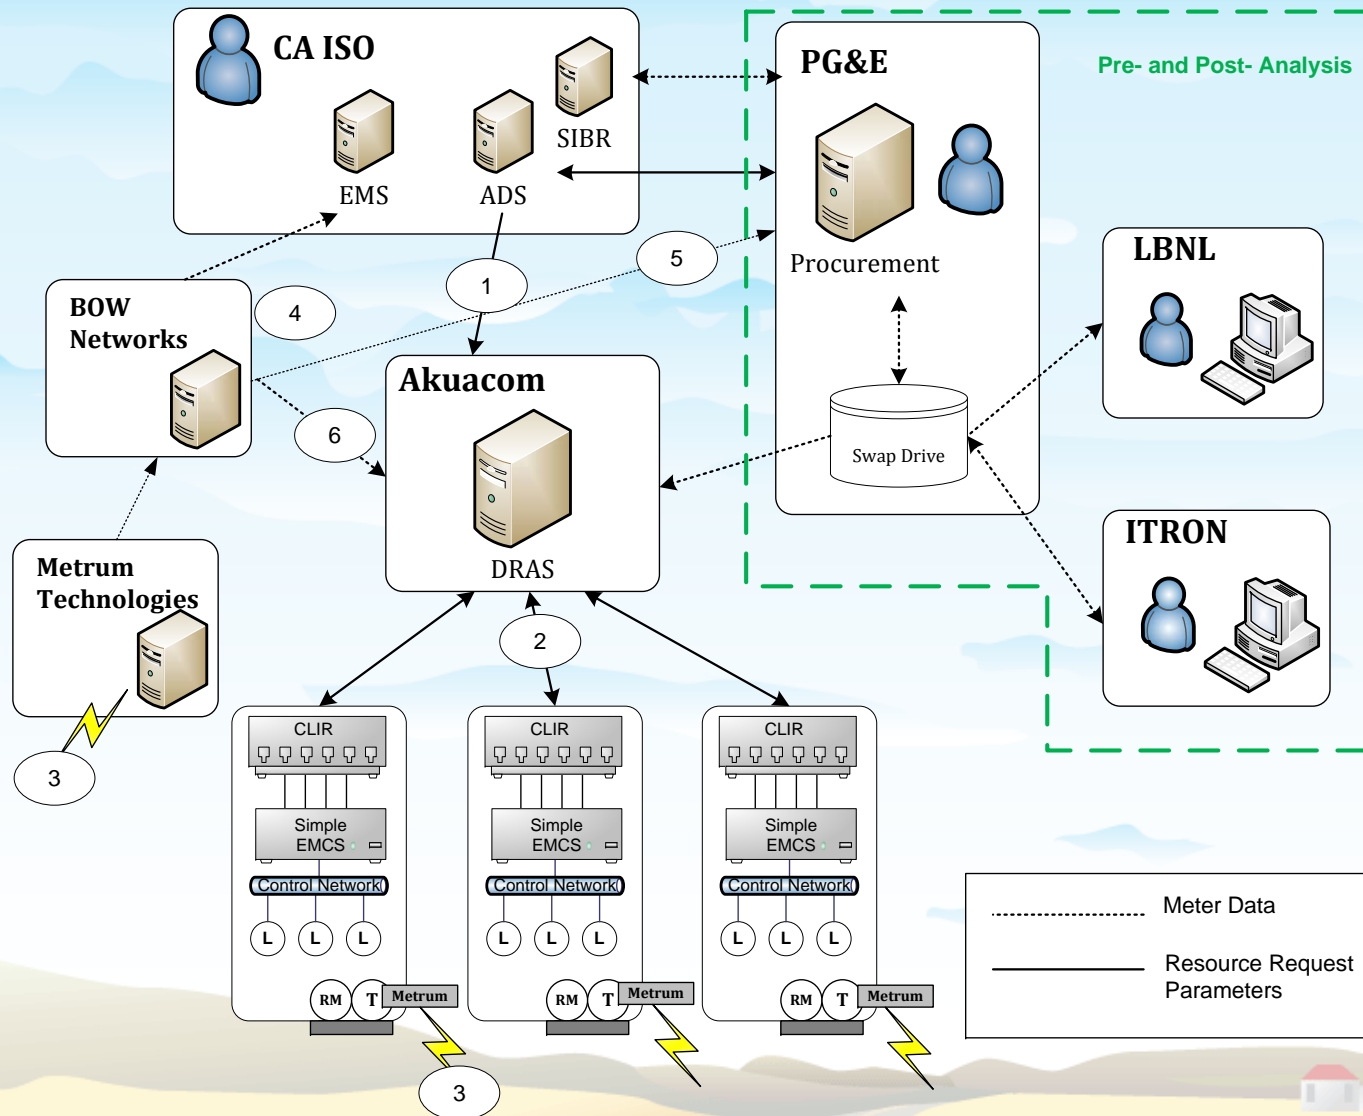 CA ISO
SIBR
EMS
ADS
PG&E
Procurement
Swap Drive
Pre- and Post- Analysis
LBNL
ITRON
1
5
4
BOW
Networks
6
Akuacom
DRAS
Metrum
Technologies
3
2
CLIR
Simple
EMCS
Control Network
L
L
L
RM
T
Metrum
3
CLIR
Simple
EMCS
Control Network
L
L
L
RM
T
Metrum
CLIR
Simple
EMCS
Control Network
L
L
L
RM
T
Metrum
Meter Data
Resource Request
Parameters